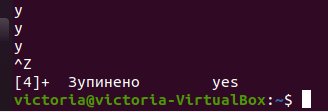 y
y
y
^Z
[4]+  Зупинено        yes
victoria@victoria-VirtualBox:~$